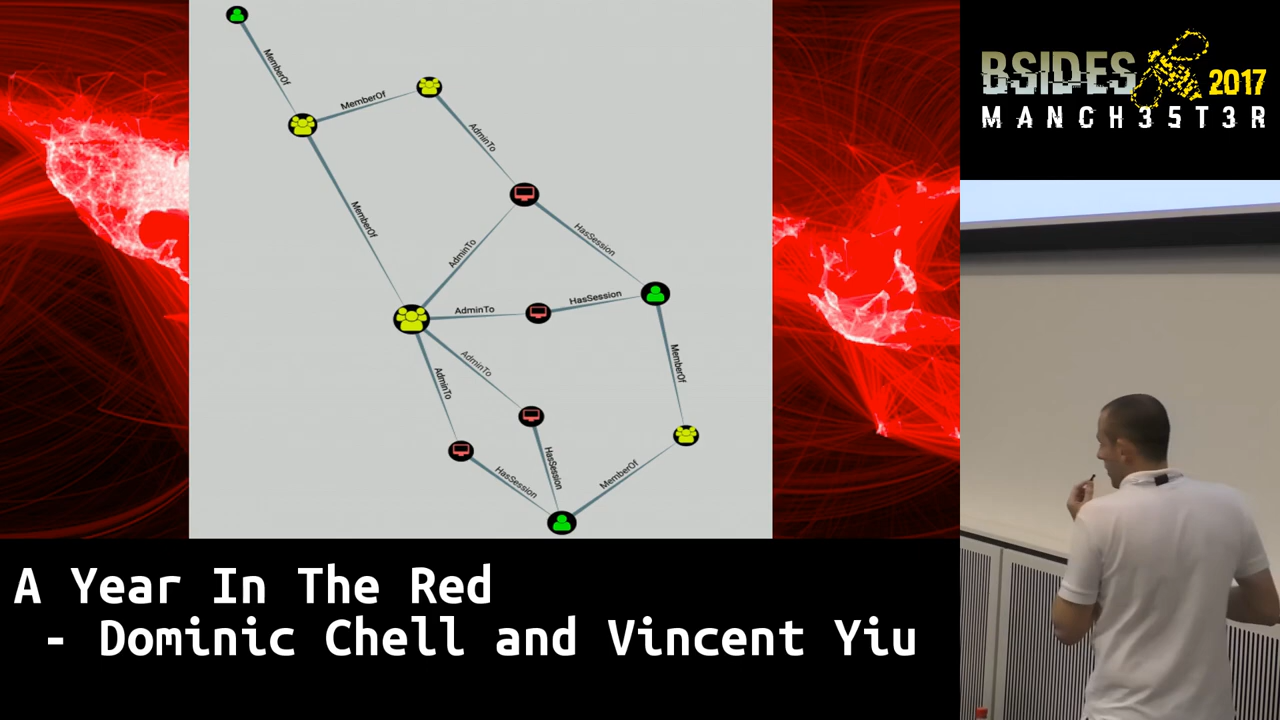 MemberOf
MemberOf
AdminTo
MemberOf
AdminTo
HasSession
AdminTo
HasSession
AdminTo
AdminTo
MemberOf
HasSession
HasSession
MemberOf
BSIDES
2017
MANCH35T3R
A Year In The Red
- Dominic Chell and Vincent Yiu